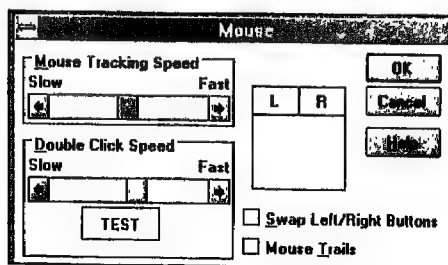 Mouse
Mouse Tracking Speed
Slow Fast
OK
Cancel
Help
L R
Double Click Speed
Slow Fast
TEST
Swap Left/Right Buttons
Mouse Trails